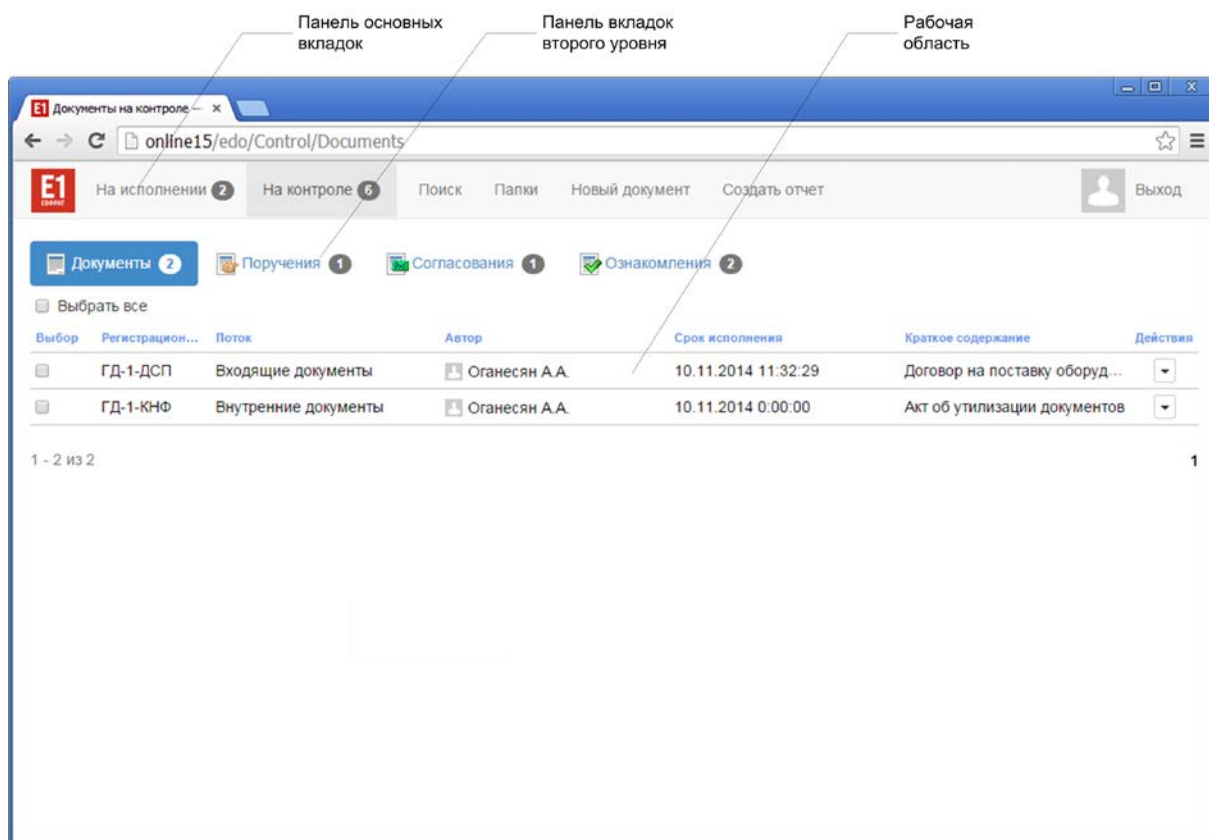 Панель основных вкладок
Панель вкладок второго уровня
Рабочая область
E1 Документы на контроле —
online15/edo/Control/Documents
E1 ЕВФРАТ На исполнении 2 На контроле 6 Поиск Папки Новый документ Создать отчет Выход
Документы 2 Поручения 1 Согласования 1 Ознакомления 2
Выбрать все
Выбор Регистрацион... Поток Автор Срок исполнения Краткое содержание Действия
ГД-1-ДСП Входящие документы Оганесян А.А. 10.11.2014 11:32:29 Договор на поставку оборуд...
ГД-1-КНФ Внутренние документы Оганесян А.А. 10.11.2014 0:00:00 Акт об утилизации документов
1 - 2 из 2 1